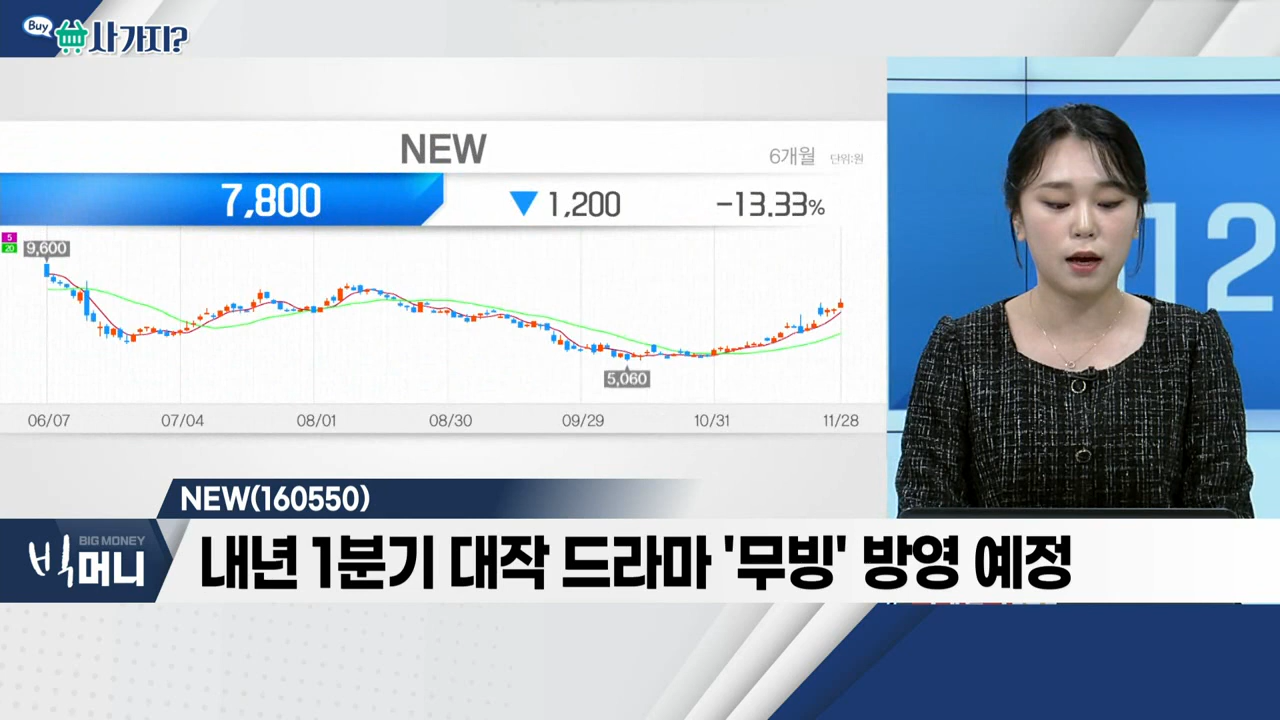 Buy
사가지?
NEW
6개월 단위:원
7,800 ▼ 1,200 -13.33%
5
20
9,600
5,060
06/07 07/04 08/01 08/30 09/29 10/31 11/28
12
NEW(160550)
BIG MONEY
빅머니
내년 1분기 대작 드라마 '무빙' 방영 예정